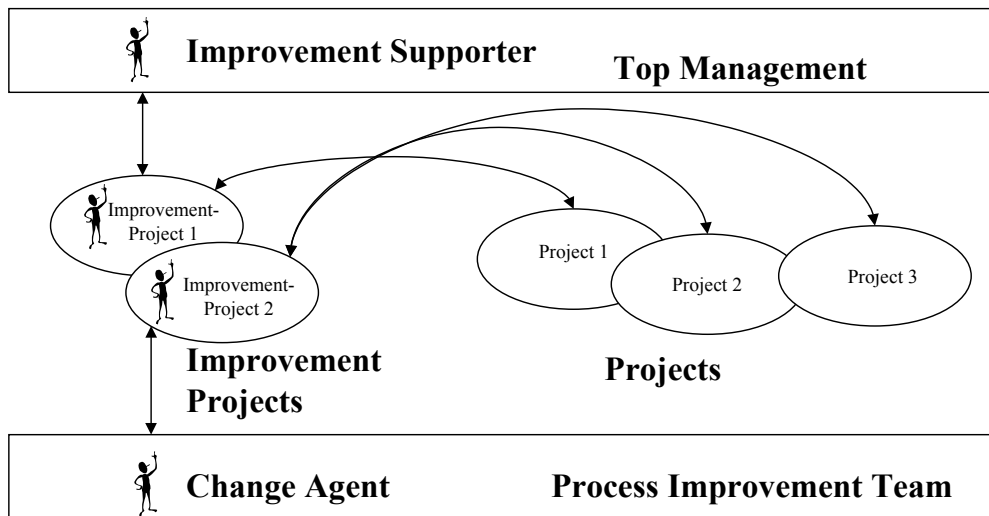 Improvement Supporter
Top Management
Improvement-
Project 1
Improvement-
Project 2
Project 1
Project 2
Project 3
Improvement
Projects
Projects
Change Agent
Process Improvement Team